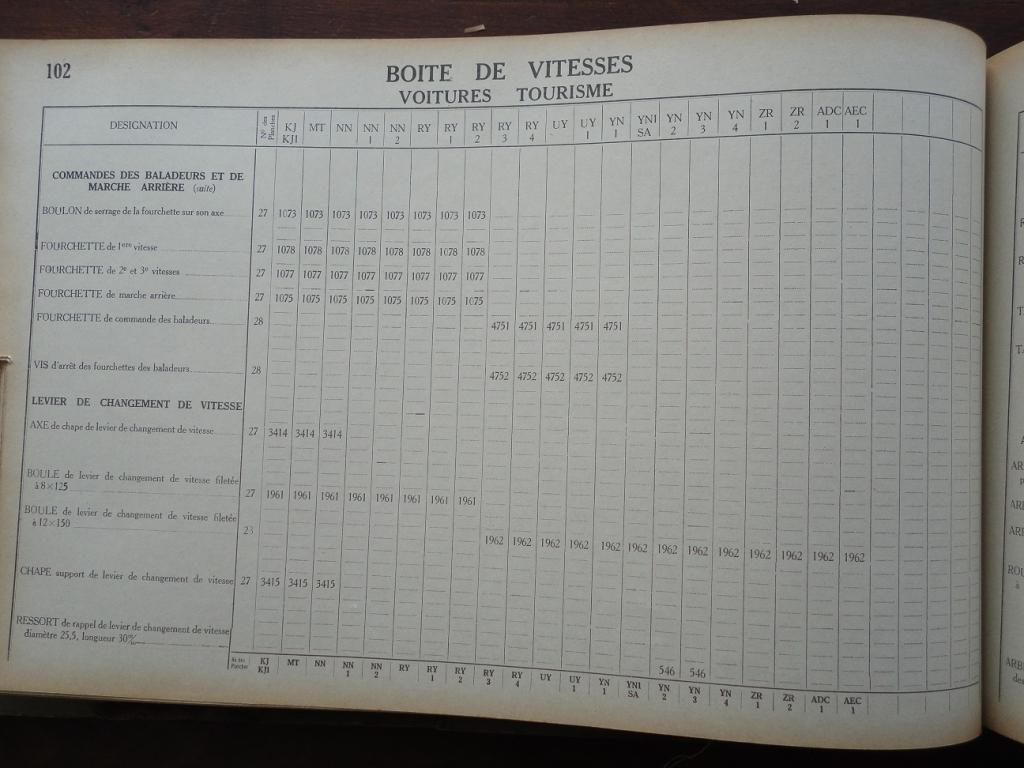 102
BOITE DE VITESSES
VOITURES TOURISME
DESIGNATION Nos des Planches KJ KJ1 MT NN NN 1 NN 2 RY RY 1 RY 2 RY 3 RY 4 UY UY 1 YN 1 YN1 SA YN 2 YN 3 YN 4 ZR 1 ZR 2 ADC 1 AEC 1
COMMANDES DES BALADEURS ET DE
MARCHE ARRIÈRE (suite)
BOULON de serrage de la fourchette sur son axe 27 1073 1073 1073 1073 1073 1073 1073 1073
FOURCHETTE de 1ere vitesse 27 1078 1078 1078 1078 1078 1078 1078 1078
FOURCHETTE de 2e et 3e vitesses 27 1077 1077 1077 1077 1077 1077 1077 1077
FOURCHETTE de marche arrière 27 1075 1075 1075 1075 1075 1075 1075 1075
FOURCHETTE de commande des baladeurs 28 4751 4751 4751 4751 4751
VIS d'arrêt des fourchettes des baladeurs 28 4752 4752 4752 4752 4752
LEVIER DE CHANGEMENT DE VITESSE
AXE de chape de levier de changement de vitesse 27 3414 3414 3414
BOULE de levier de changement de vitesse filetée
à 8×125 27 1961 1961 1961 1961 1961 1961 1961 1961
BOULE de levier de changement de vitesse filetée
à 12×150 23 1962 1962 1962 1962 1962 1962 1962 1962 1962 1962 1962 1962 1962
CHAPE support de levier de changement de vitesse 27 3415 3415 3415
RESSORT de rappel de levier de changement de vitesse
diamètre 25,5, longueur 30 546 546
Nos des Planches KJ KJ1 MT NN NN 1 NN 2 RY RY 1 RY 2 RY 3 RY 4 UY UY 1 YN 1 YN1 SA YN 2 YN 3 YN 4 ZR 1 ZR 2 ADC 1 AEC 1